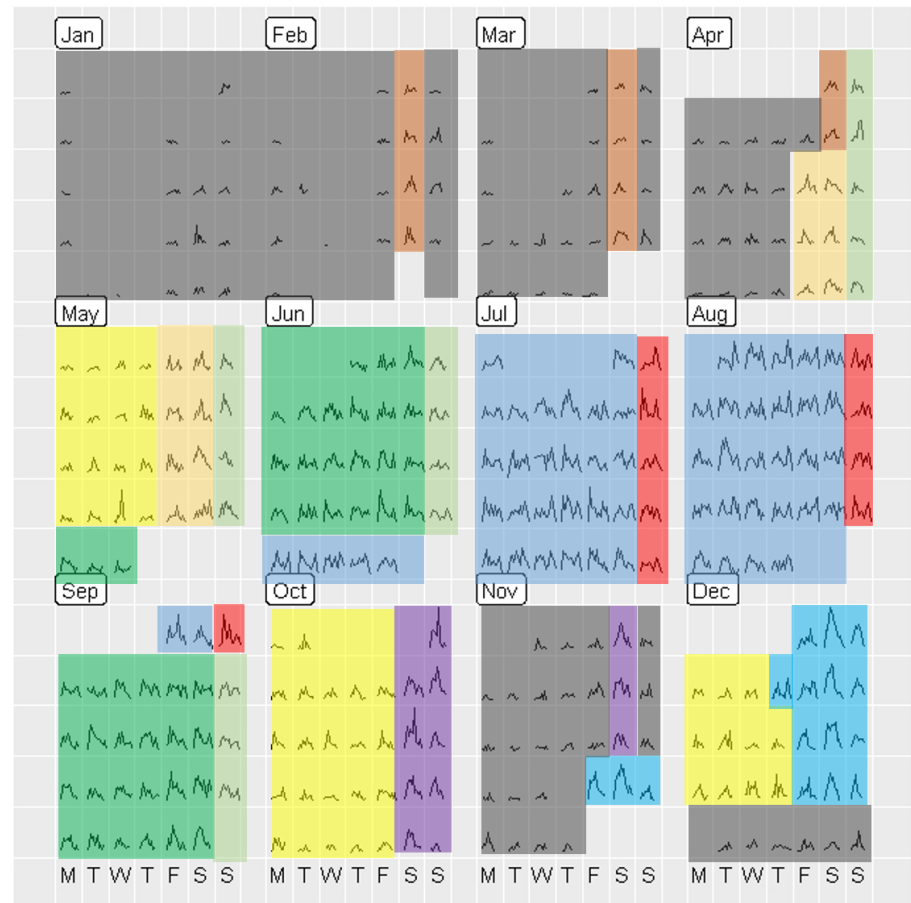 Jan Feb Mar Apr
May Jun Jul Aug
Sep Oct Nov Dec
M T W T F S S M T W T F S S M T W T F S S M T W T F S S